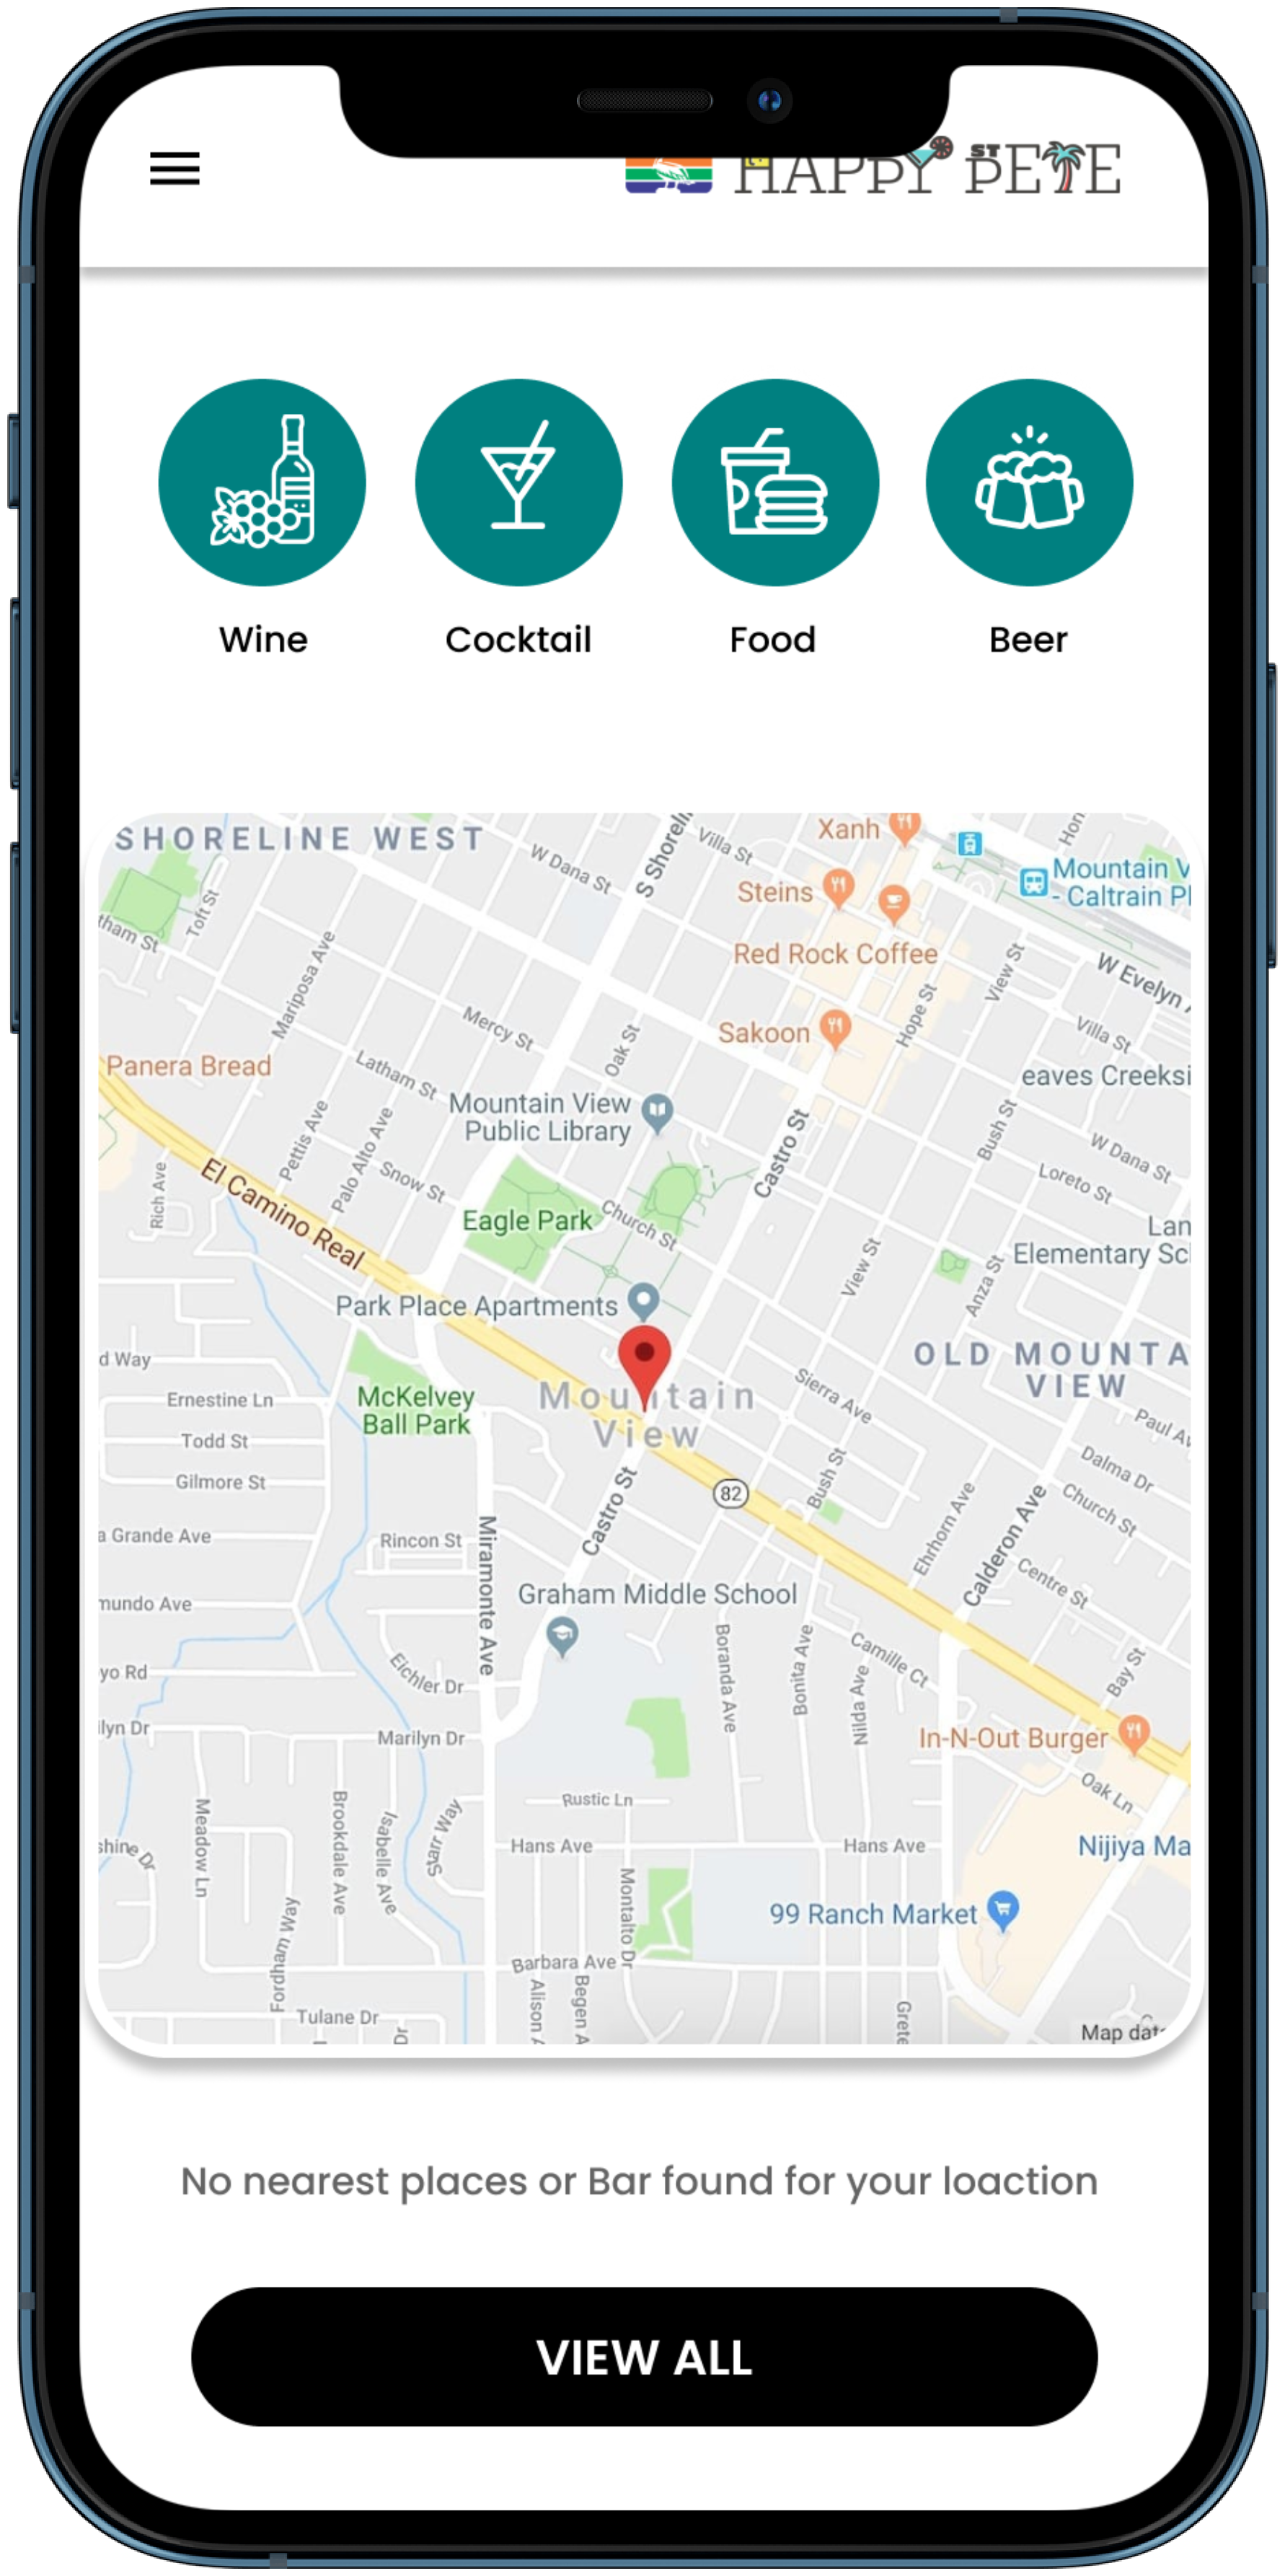 HAPPY ST PETE
Wine
Cocktail
Food
Beer
SHORELINE WEST
Villa St
Xanh
W Dana St
S Shoreli
Steins
Mountain V
- Caltrain Pl
Toft St
Red Rock Coffee
tham St
Mariposa Ave
View St
W Evelyn
Mercy St
Oak St
Sakoon
Hope St
Villa St
Panera Bread
Latham St
eaves Creeksi
Mountain View
Public Library
Pettis Ave
Palo Alto Ave
Castro St
Bush St
W Dana St
Rich Ave
El Camino Real
Snow St
Loreto St
Eagle Park
Church St
Lan
Elementary Sc
View St
Anza St
Park Place Apartments
d Way
OLD MOUNTA
VIEW
Ernestine Ln
McKelvey
Ball Park
Mountain
View
Sierra Ave
Paul Av
Todd St
Gilmore St
82
Bush St
Dalma Dr
Church St
Castro St
Ehrhorn Ave
Calderon Ave
a Grande Ave
Rincon St
Miramonte Ave
Centre St
Graham Middle School
mundo Ave
Boranda Ave
Bonita Ave
Nilda Ave
Camille Ct
yo Rd
Eichler Dr
Bay St
ilyn Dr
Marilyn Dr
In-N-Out Burger
Rustic Ln
Oak Ln
Meadow Ln
Brookdale Ave
Isabelle Ave
Starr Way
shine Dr
Hans Ave
Hans Ave
Nijiya Ma
Fordham Way
Montalto Dr
99 Ranch Market
Barbara Ave
Alison A
Begen A
Grete
Tulane Dr
Dr
Map dat
No nearest places or Bar found for your loaction
VIEW ALL